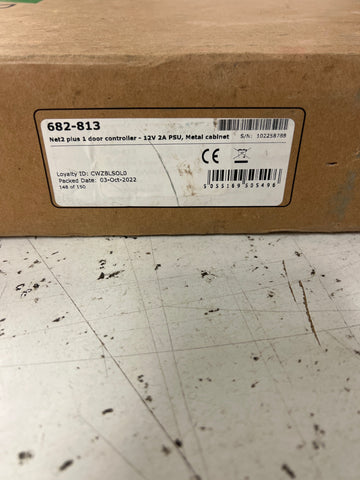 682-813
Net2 plus 1 door controller - 12V 2A PSU, Metal cabinet S/N: 102258788
CE
Loyalty ID: CWZBLSOL0
Packed Date: 03-Oct-2022
148 of 150
5055169505496